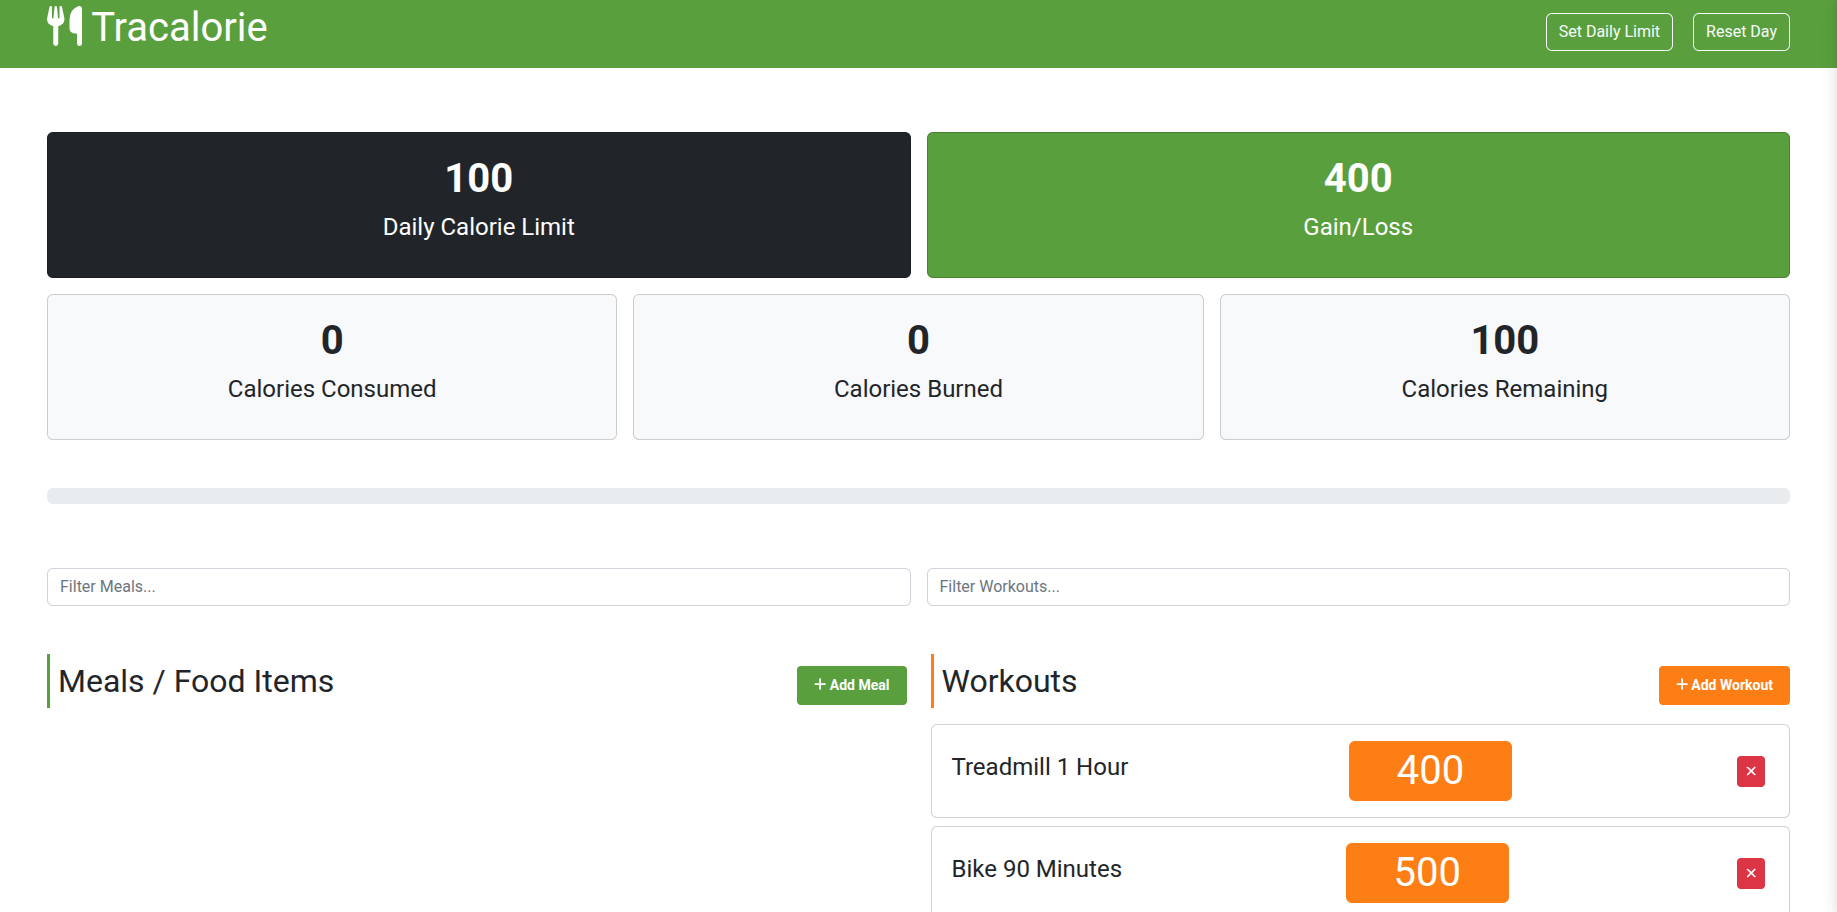 Tracalorie
Set Daily Limit
Reset Day
100
Daily Calorie Limit
400
Gain/Loss
0
Calories Consumed
0
Calories Burned
100
Calories Remaining
Filter Meals...
Filter Workouts...
Meals / Food Items
+ Add Meal
Workouts
+ Add Workout
Treadmill 1 Hour
400
×
Bike 90 Minutes
500
×